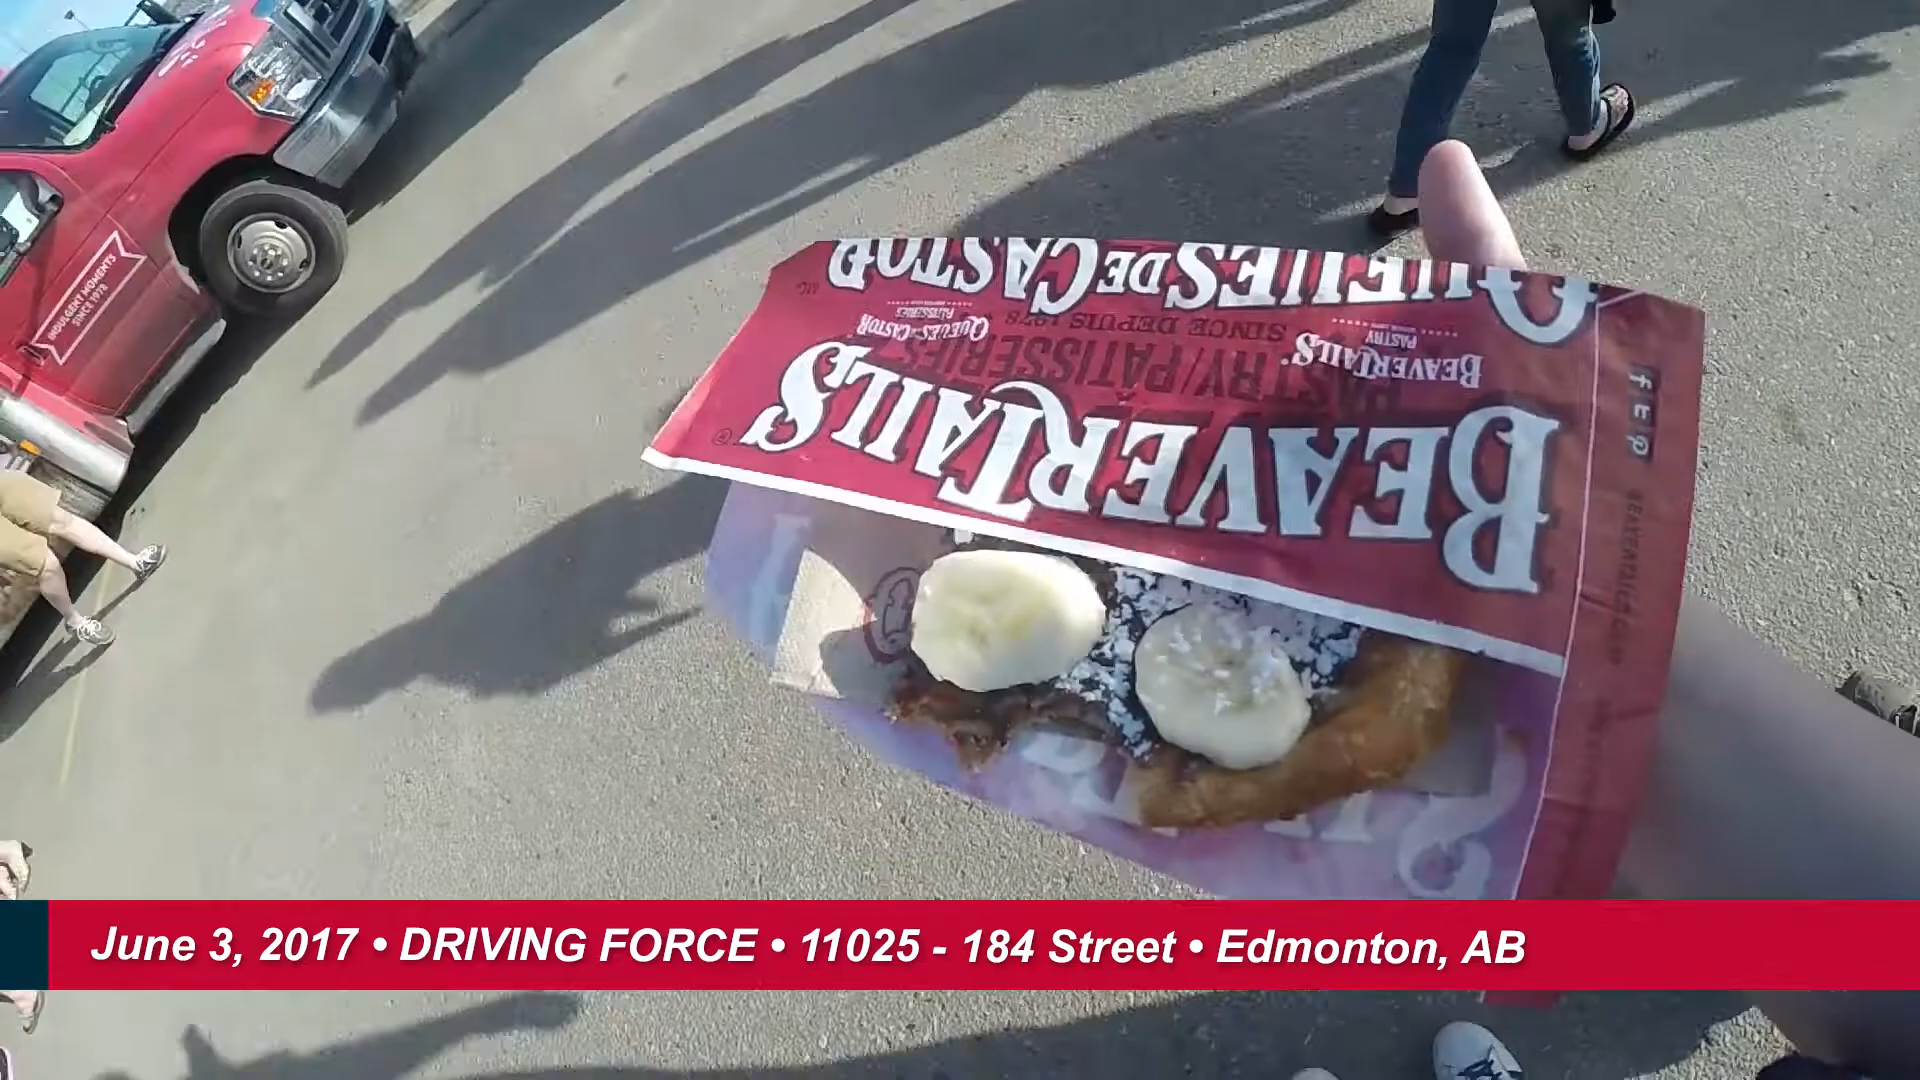 INDULGENT MOMENTS
SINCE 1978
BEAVERTAILS
PASTRY/PÂTISSERIES
SINCE DEPUIS 1978
QUEUES DE CASTOR
BEAVERTAILS
PASTRY
QUEUES DE CASTOR
PÂTISSERIES
June 3, 2017 • DRIVING FORCE • 11025 - 184 Street • Edmonton, AB